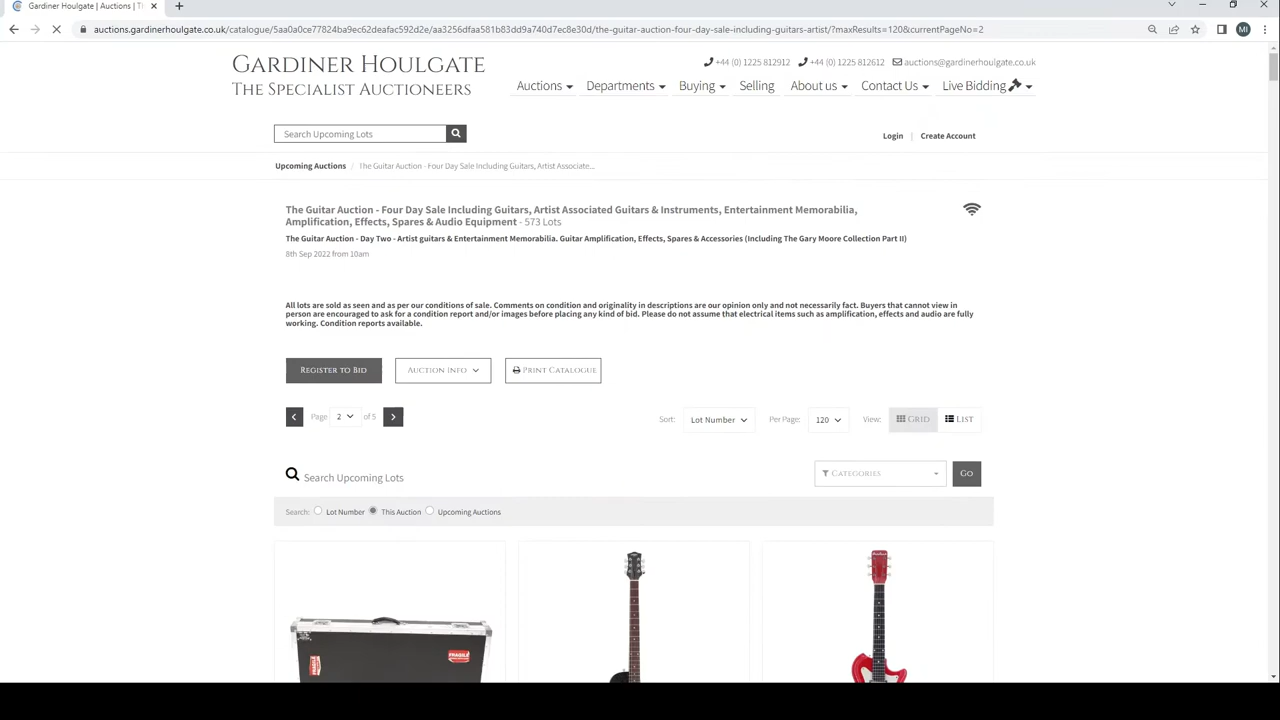 Gardiner Houlgate | Auctions | Th
auctions.gardinerhoulgate.co.uk/catalogue/5aa0a0ce77824ba9ec62deafac592d2e/aa3256dfaa581b83dd9a740d7ec8e30d/the-guitar-auction-four-day-sale-including-guitars-artist/?maxResults=120&currentPageNo=2
MI
GARDINER HOULGATE
THE SPECIALIST AUCTIONEERS
+44 (0) 1225 812912 +44 (0) 1225 812612 auctions@gardinerhoulgate.co.uk
Auctions Departments Buying Selling About us Contact Us Live Bidding
Search Upcoming Lots
Login | Create Account
Upcoming Auctions / The Guitar Auction - Four Day Sale Including Guitars, Artist Associate...
The Guitar Auction - Four Day Sale Including Guitars, Artist Associated Guitars & Instruments, Entertainment Memorabilia,
Amplification, Effects, Spares & Audio Equipment - 573 Lots
The Guitar Auction - Day Two - Artist guitars & Entertainment Memorabilia. Guitar Amplification, Effects, Spares & Accessories (Including The Gary Moore Collection Part II)
8th Sep 2022 from 10am
All lots are sold as seen and as per our conditions of sale. Comments on condition and originality in descriptions are our opinion only and not necessarily fact. Buyers that cannot view in
person are encouraged to ask for a condition report and/or images before placing any kind of bid. Please do not assume that electrical items such as amplification, effects and audio are fully
working. Condition reports available.
REGISTER TO BID AUCTION INFO PRINT CATALOGUE
Page 2 of 5 Sort: Lot Number Per Page: 120 View: GRID LIST
Search Upcoming Lots CATEGORIES GO
Search: Lot Number This Auction Upcoming Auctions
FRAGILE
FRAGILE